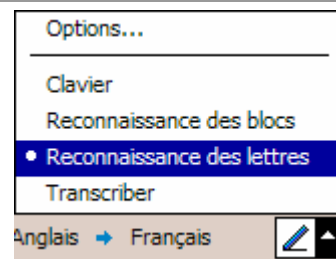 Options...
Clavier
Reconnaissance des blocs
Reconnaissance des lettres
Transcriber
Anglais → Français